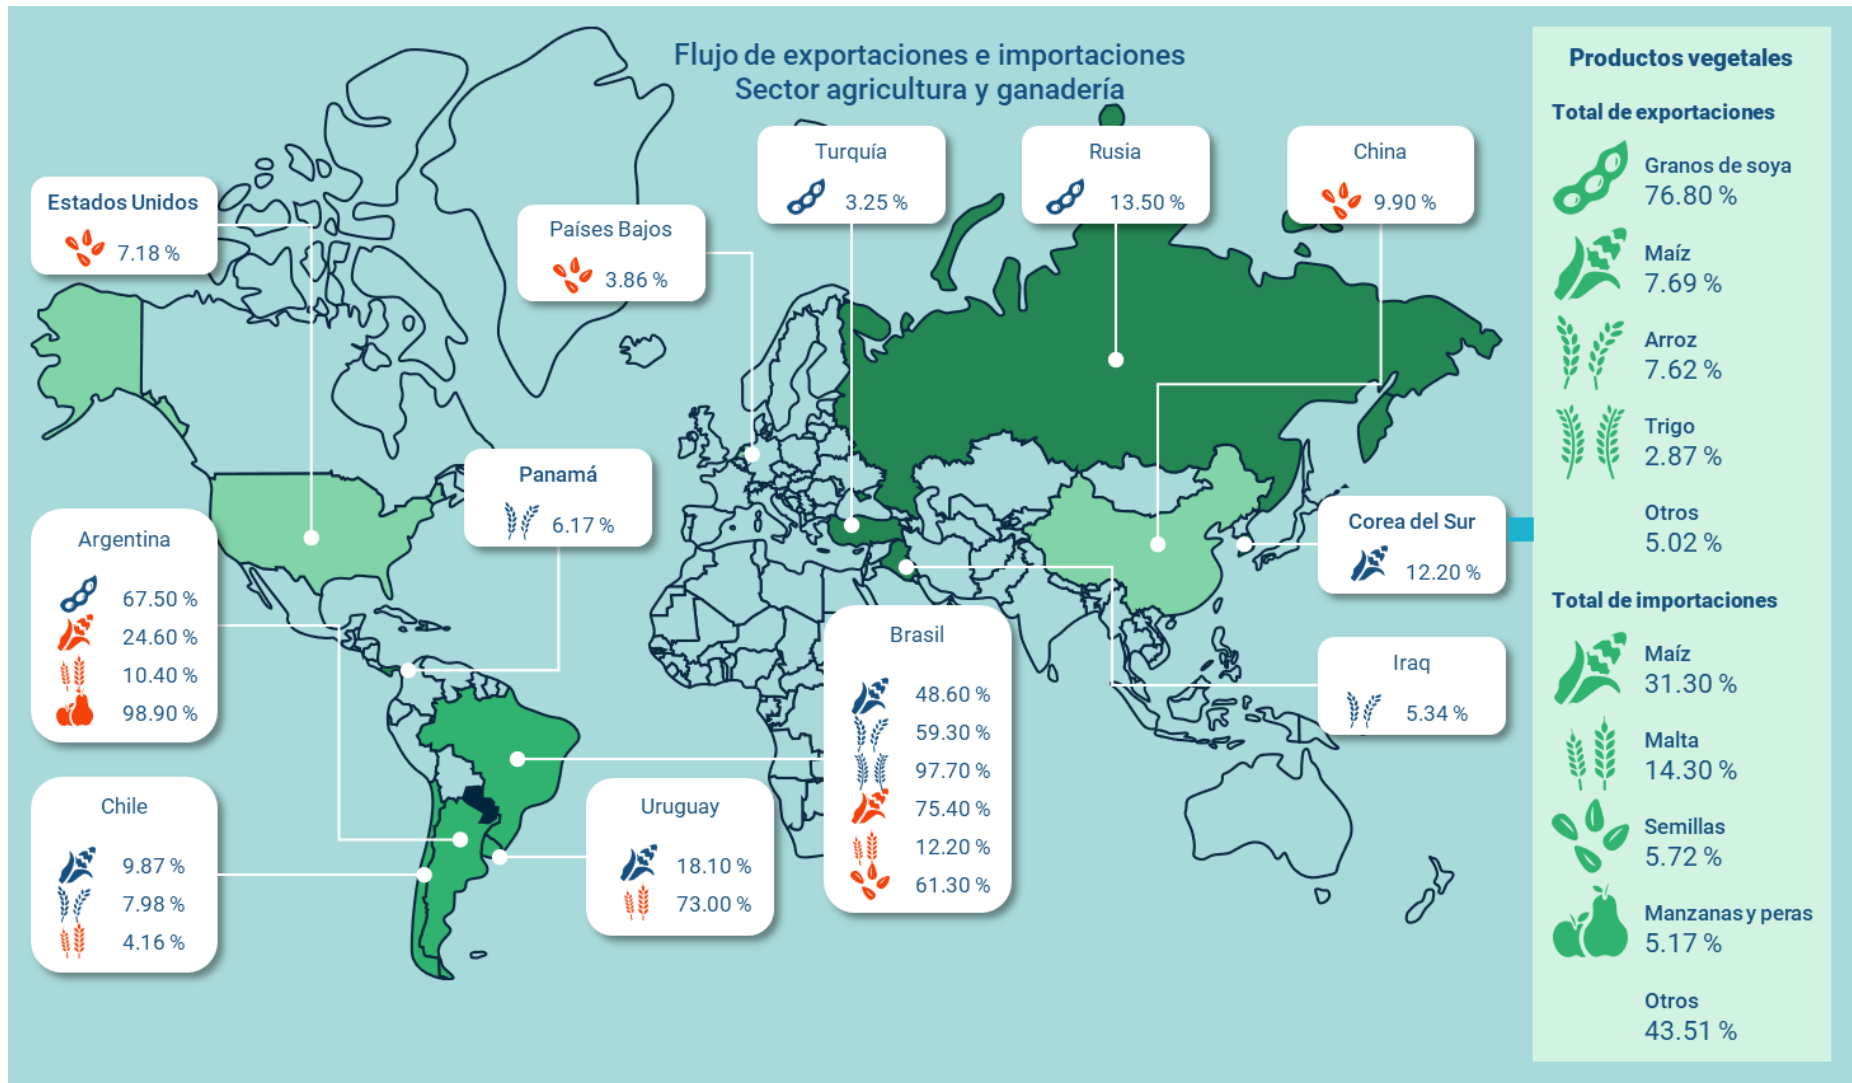 Flujo de exportaciones e importaciones
Sector agricultura y ganadería
Estados Unidos
7.18 %
Países Bajos
3.86 %
Turquía
3.25 %
Rusia
13.50 %
China
9.90 %
Panamá
6.17 %
Argentina
67.50 %
24.60 %
10.40 %
98.90 %
Chile
9.87 %
7.98 %
4.16 %
Uruguay
18.10 %
73.00 %
Brasil
48.60 %
59.30 %
97.70 %
75.40 %
12.20 %
61.30 %
Corea del Sur
12.20 %
Iraq
5.34 %
Productos vegetales
Total de exportaciones
Granos de soya
76.80 %
Maíz
7.69 %
Arroz
7.62 %
Trigo
2.87 %
Otros
5.02 %
Total de importaciones
Maíz
31.30 %
Malta
14.30 %
Semillas
5.72 %
Manzanas y peras
5.17 %
Otros
43.51 %